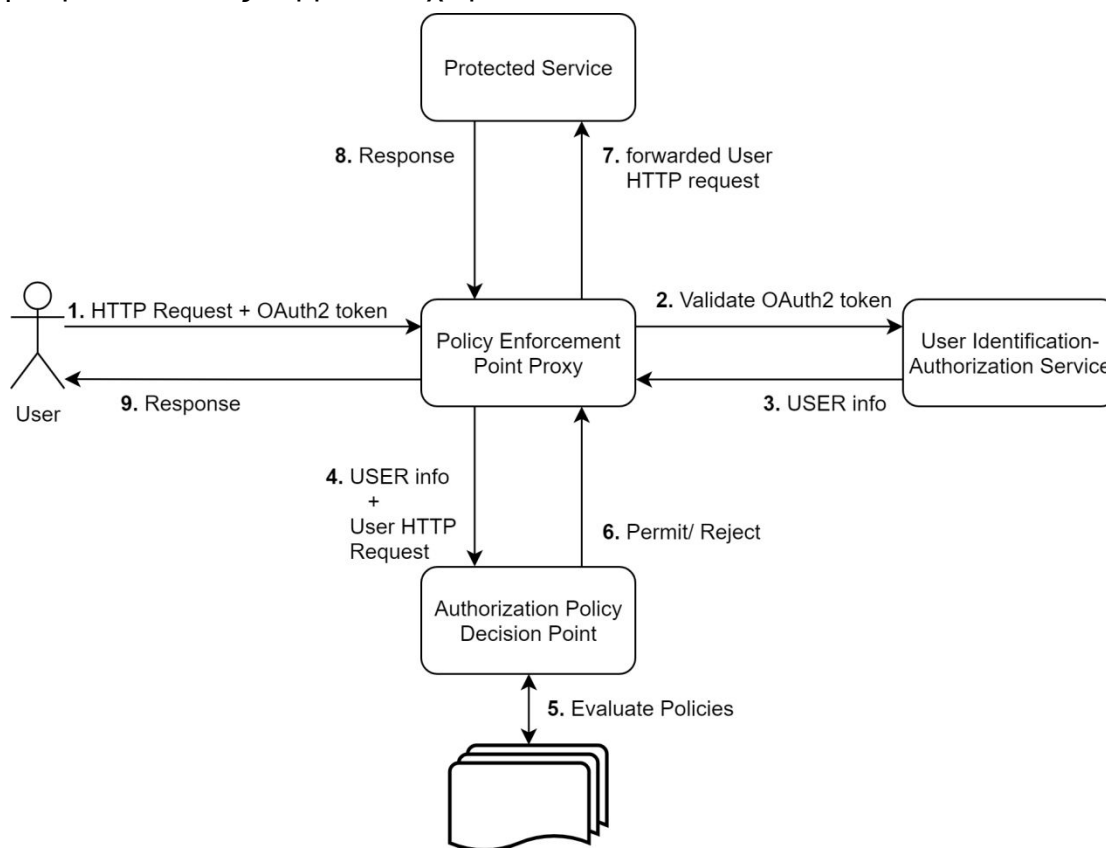 Protected Service
8. Response
7. forwarded User
HTTP request
1. HTTP Request + OAuth2 token
2. Validate OAuth2 token
Policy Enforcement
Point Proxy
User Identification-
Authorization Service
9. Response
3. USER info
User
4. USER info
+
User HTTP
Request
6. Permit/ Reject
Authorization Policy
Decision Point
5. Evaluate Policies